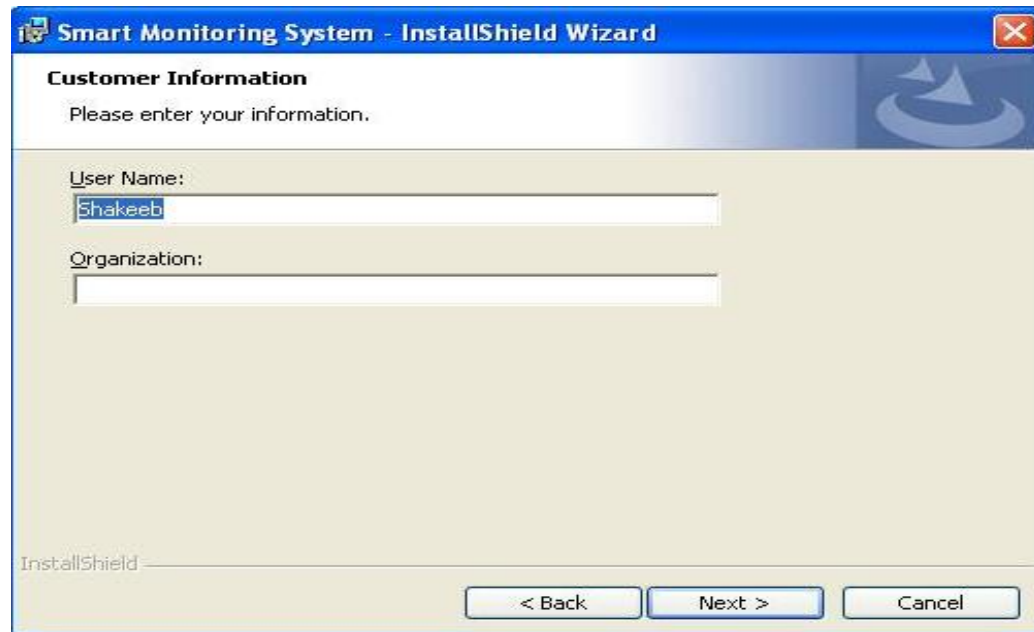 Smart Monitoring System - InstallShield Wizard
Customer Information
Please enter your information.
User Name:
Shakeeb
Organization:
InstallShield
< Back Next > Cancel